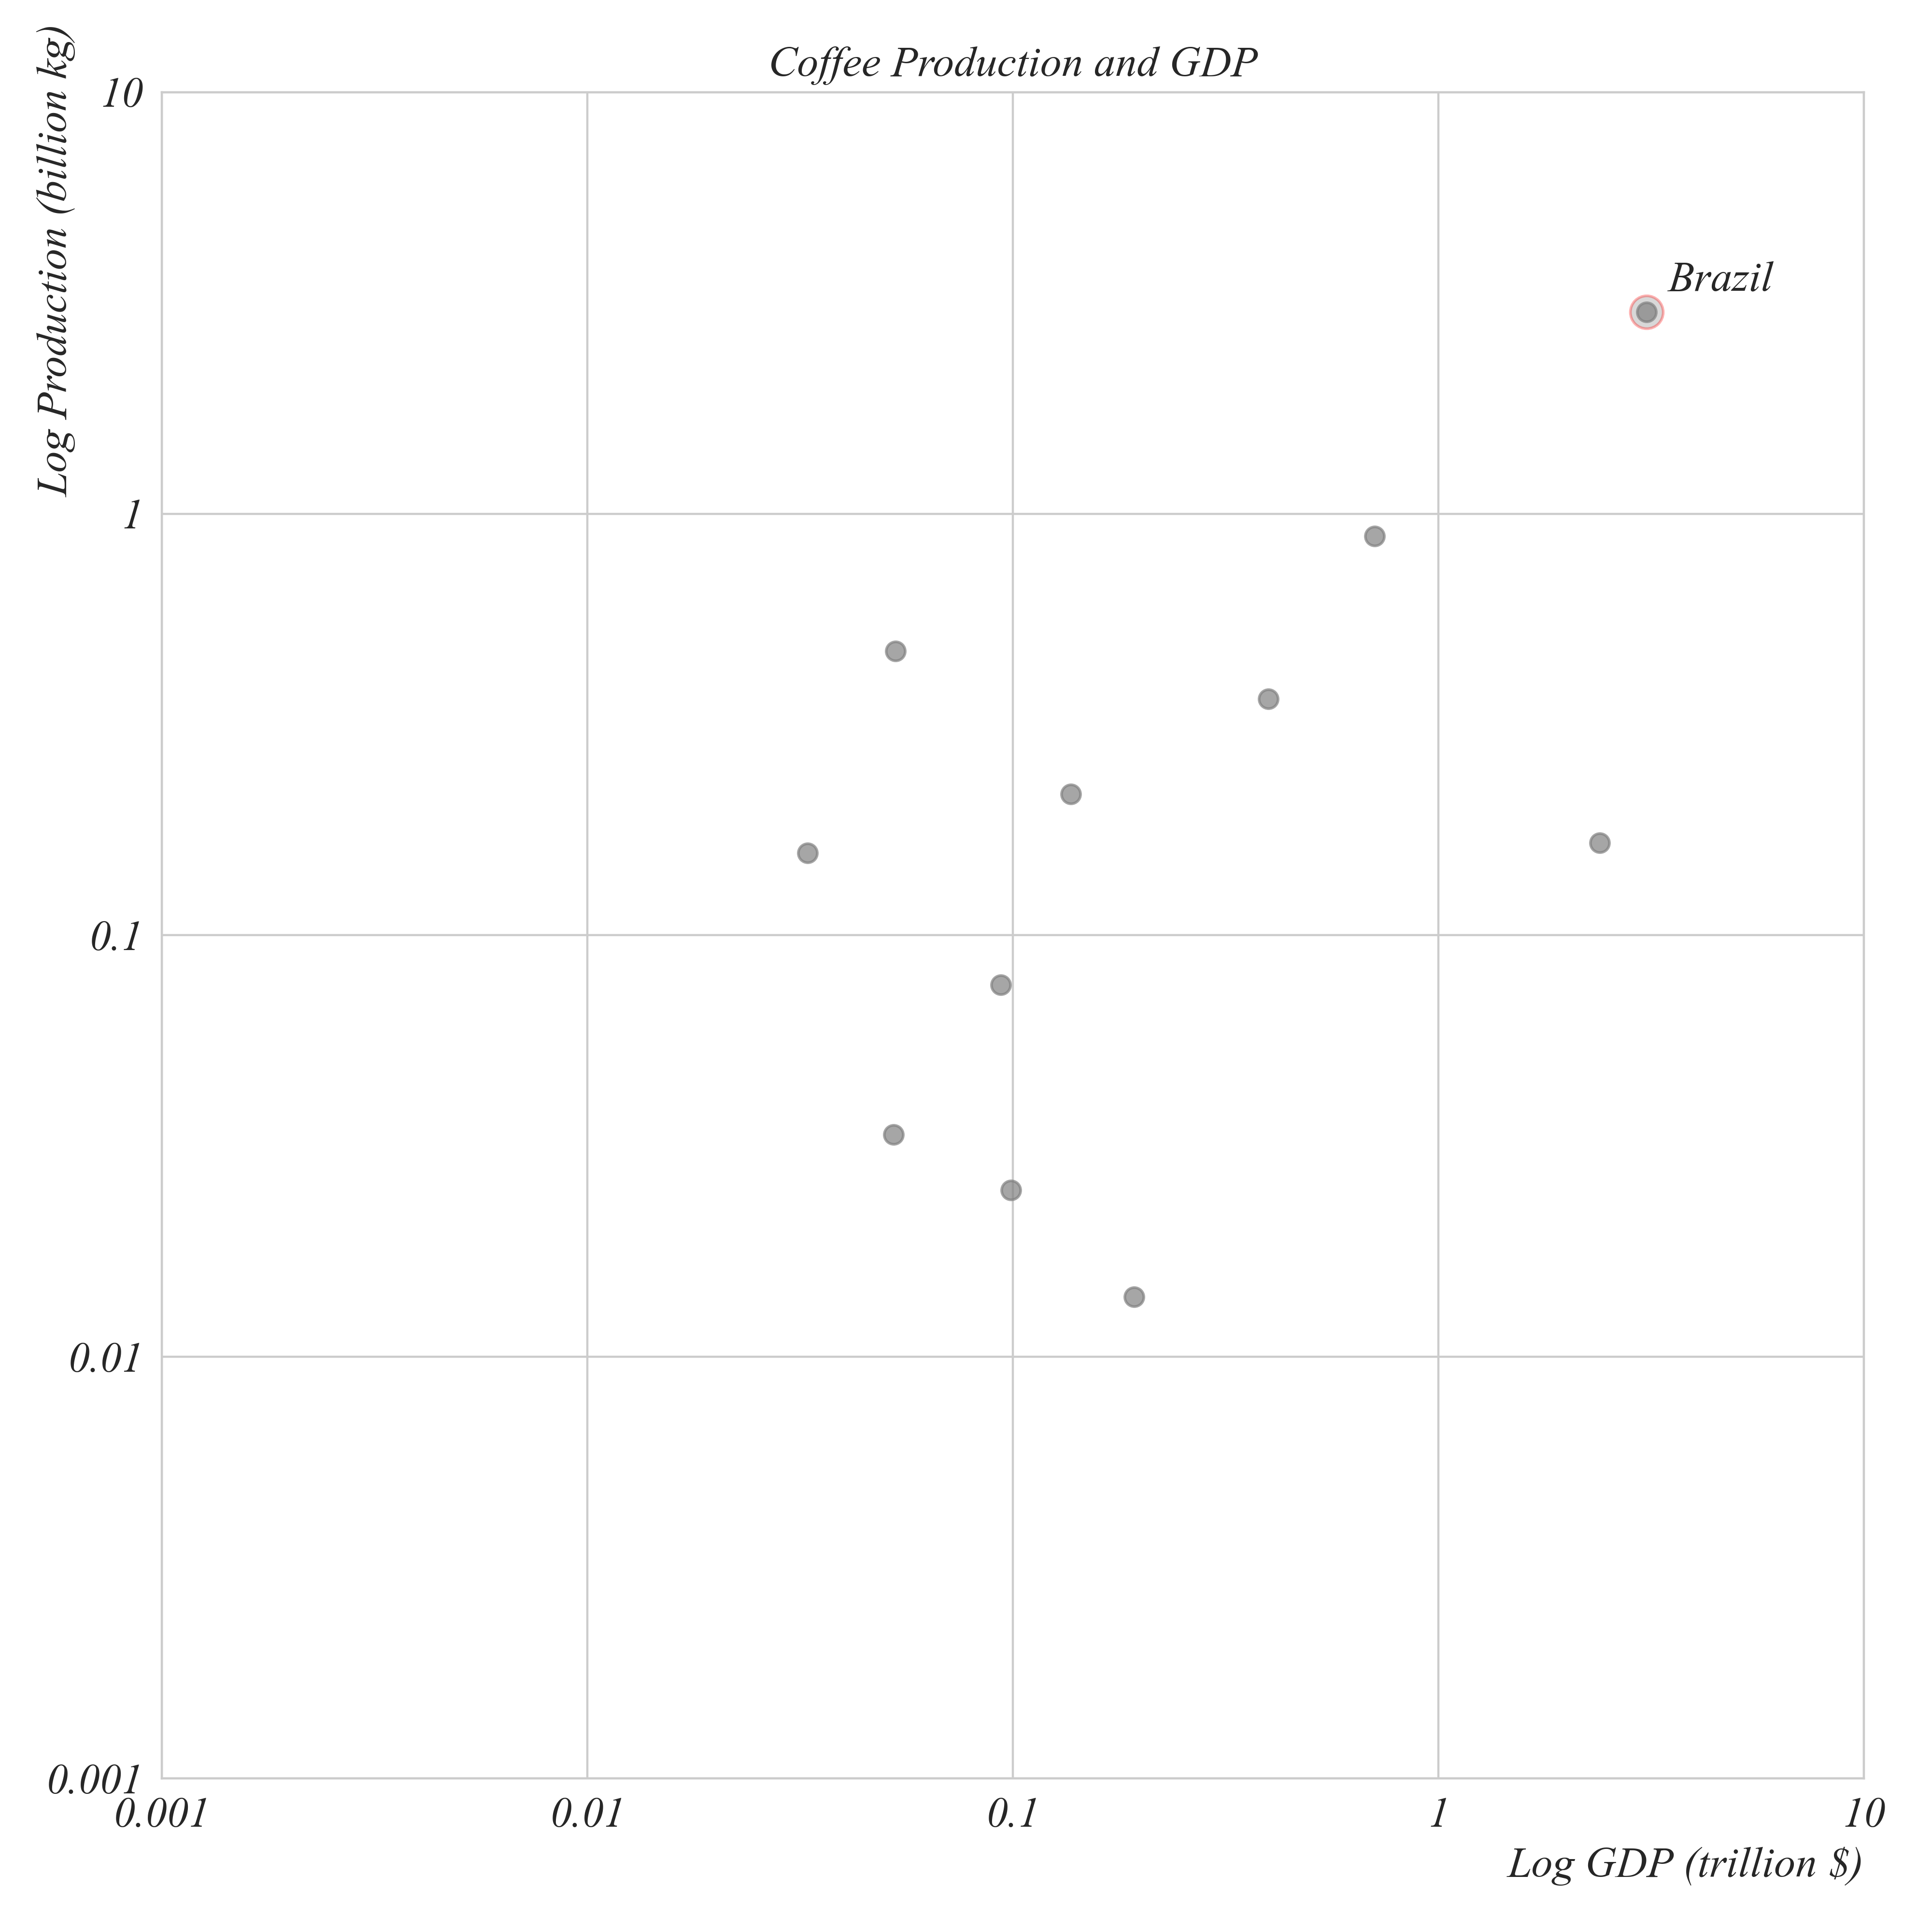 Coffee Production and GDP
Log Production (billion kg)
10
1
0.1
0.01
0.001
Brazil
0.001
0.01
0.1
1
10
Log GDP (trillion $)